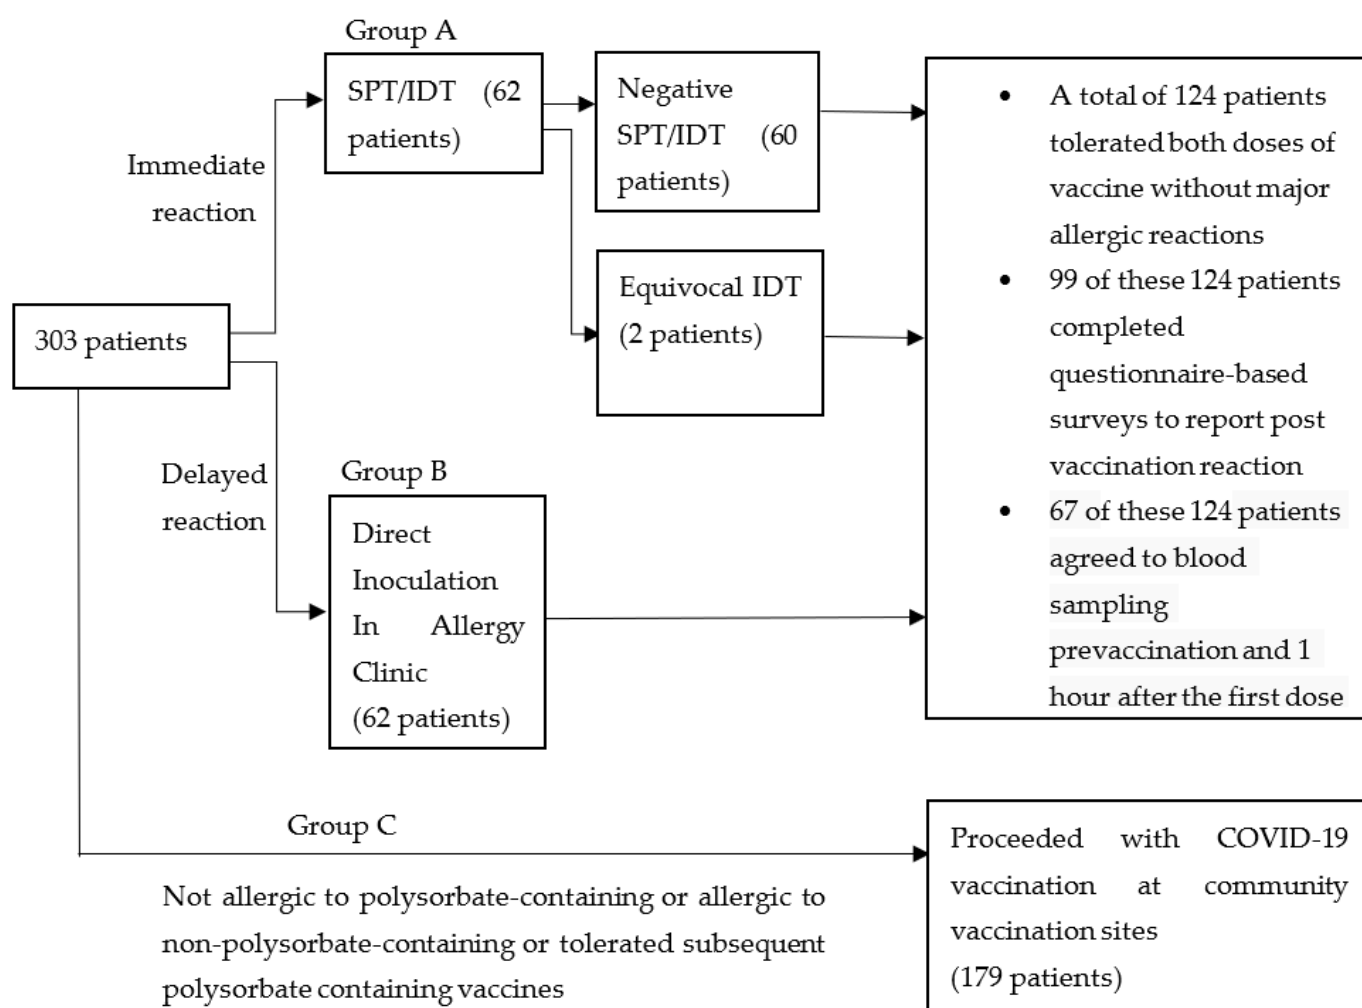 Group A
SPT/IDT (62
patients)
Negative
SPT/IDT (60
patients)
Immediate
reaction
Equivocal IDT
(2 patients)
303 patients
Delayed
reaction
Group B
Direct
Inoculation
In Allergy
Clinic
(62 patients)
• A total of 124 patients
tolerated both doses of
vaccine without major
allergic reactions
• 99 of these 124 patients
completed
questionnaire-based
surveys to report post
vaccination reaction
• 67 of these 124 patients
agreed to blood
sampling
prevaccination and 1
hour after the first dose
Group C
Not allergic to polysorbate-containing or allergic to
non-polysorbate-containing or tolerated subsequent
polysorbate containing vaccines
Proceeded with COVID-19
vaccination at community
vaccination sites
(179 patients)